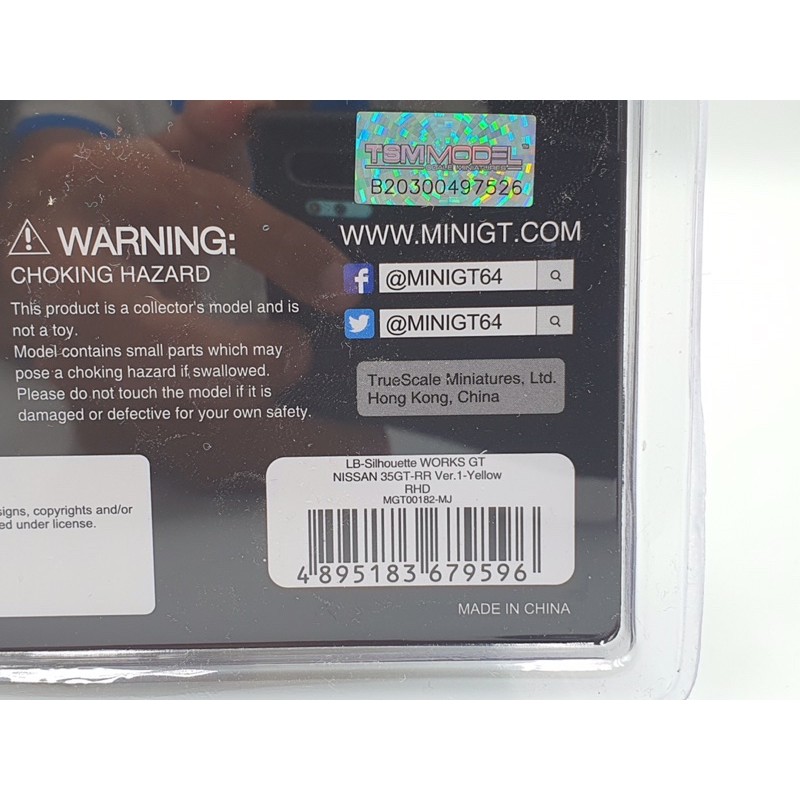 TSMMODEL
B20300497526
WARNING:
CHOKING HAZARD
This product is a collector's model and is
not a toy.
Model contains small parts which may
pose a choking hazard if swallowed.
Please do not touch the model if it is
damaged or defective for your own safety.
WWW.MINIGT.COM
@MINIGT64
@MINIGT64
TrueScale Miniatures, Ltd.
Hong Kong, China
signs, copyrights and/or
ed under license.
LB-Silhouette WORKS GT
NISSAN 35GT-RR Ver.1-Yellow
RHD
MGT00182-MJ
4 895183 679596
MADE IN CHINA